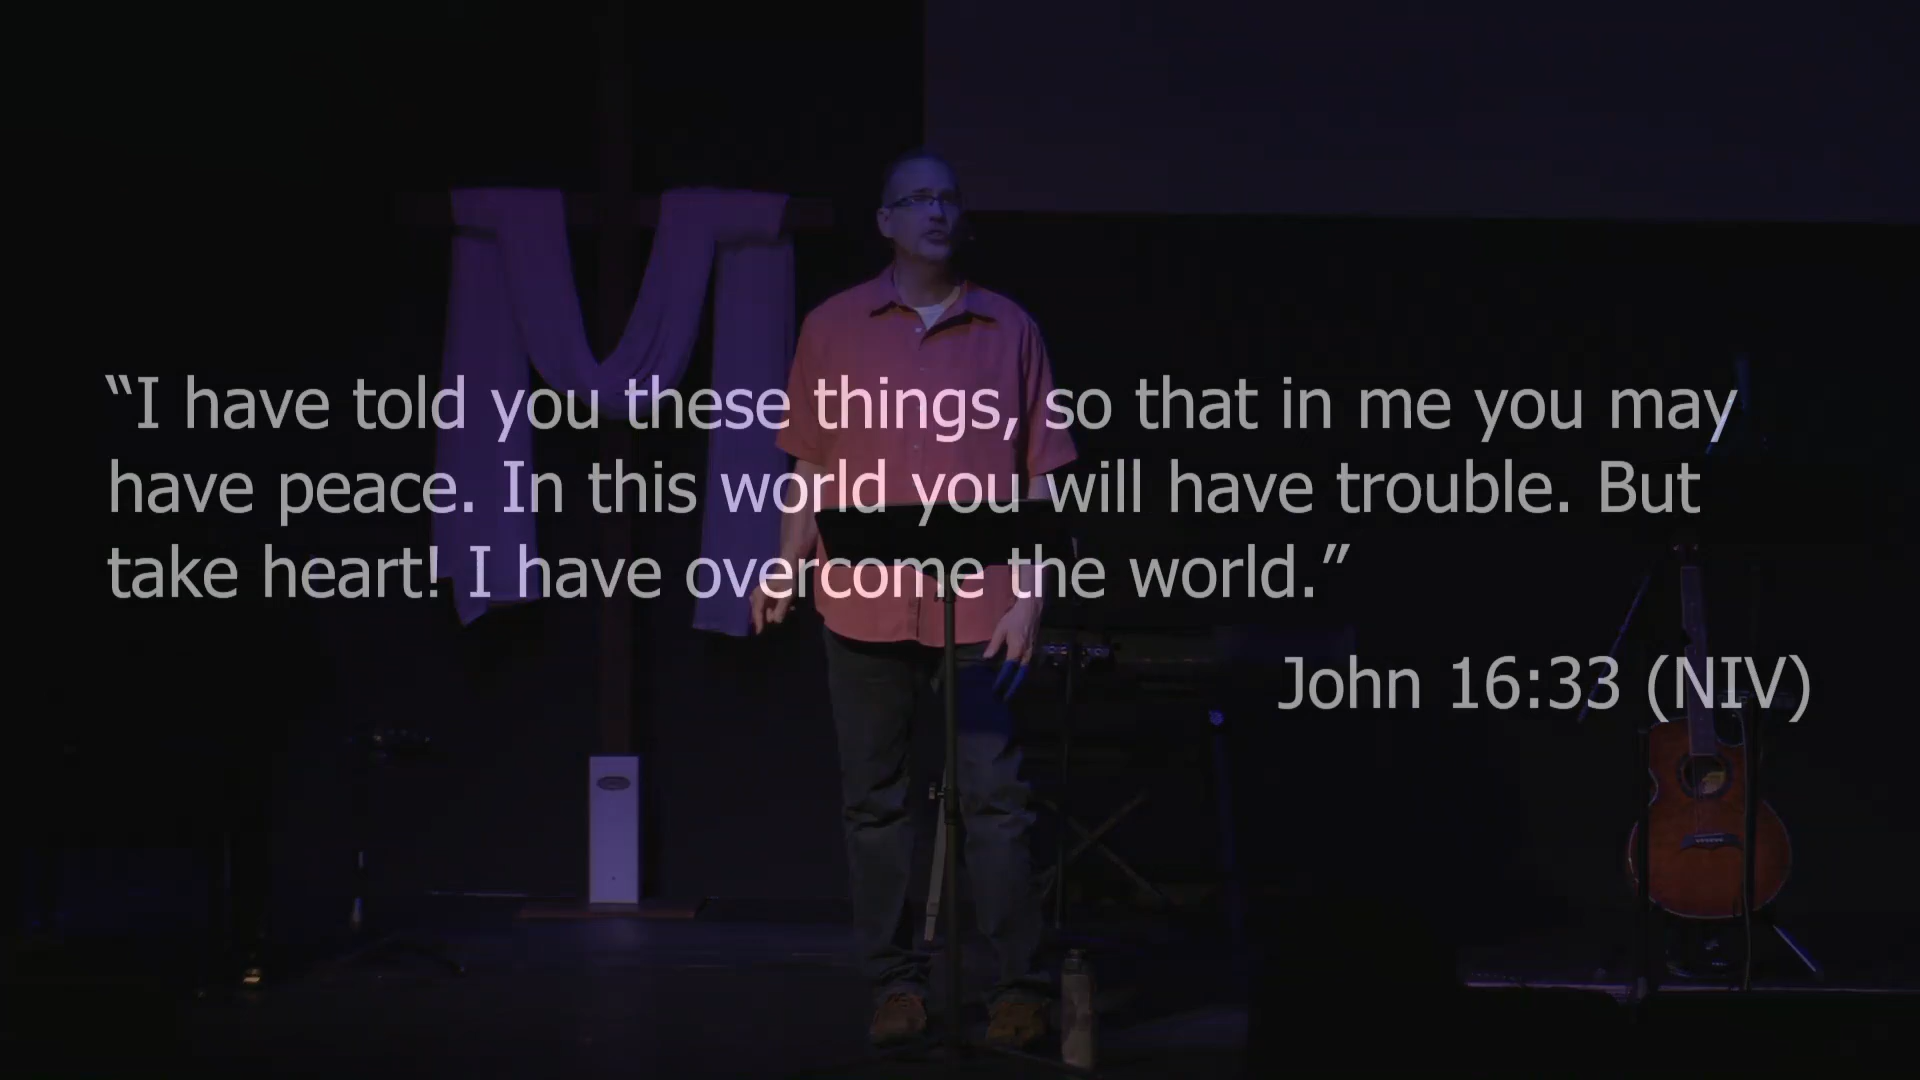 “I have told you these things, so that in me you may
have peace. In this world you will have trouble. But
take heart! I have overcome the world.”
John 16:33 (NIV)